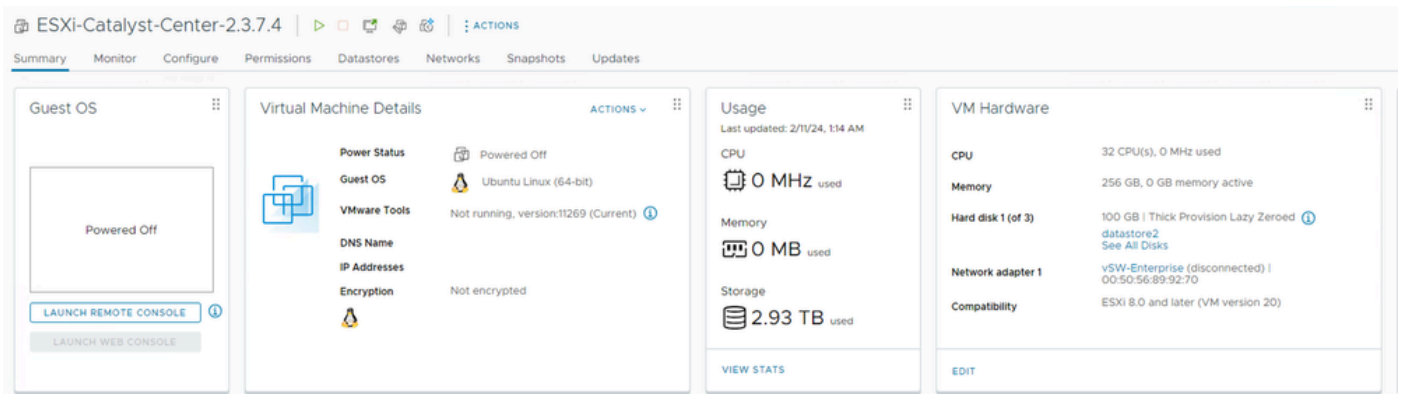 ESXi-Catalyst-Center-2.3.7.4
ACTIONS
Summary Monitor Configure Permissions Datastores Networks Snapshots Updates
Guest OS
Powered Off
LAUNCH REMOTE CONSOLE
LAUNCH WEB CONSOLE
Virtual Machine Details
ACTIONS
Power Status Powered Off
Guest OS Ubuntu Linux (64-bit)
VMware Tools Not running, version:11269 (Current)
DNS Name
IP Addresses
Encryption Not encrypted
Usage
Last updated: 2/11/24, 1:14 AM
CPU
0 MHz used
Memory
0 MB used
Storage
2.93 TB used
VIEW STATS
VM Hardware
CPU 32 CPU(s), 0 MHz used
Memory 256 GB, 0 GB memory active
Hard disk 1 (of 3) 100 GB | Thick Provision Lazy Zeroed
datastore2
See All Disks
Network adapter 1 vSW-Enterprise (disconnected) |
00:50:56:89:92:70
Compatibility ESXi 8.0 and later (VM version 20)
EDIT